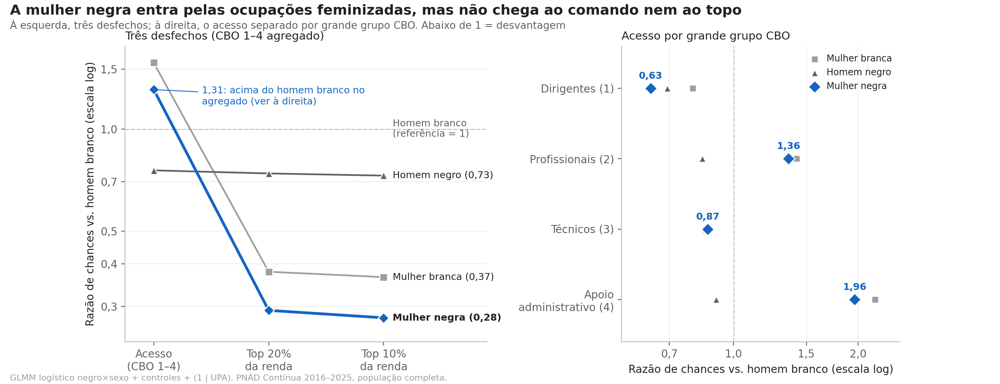 A mulher negra entra pelas ocupações feminizadas, mas não chega ao comando nem ao topo
À esquerda, três desfechos; à direita, o acesso separado por grande grupo CBO. Abaixo de 1 = desvantagem
Três desfechos (CBO 1–4 agregado)
Razão de chances vs. homem branco (escala log)
1,5
1,0
0,7
0,5
0,4
0,3
1,31: acima do homem branco no
agregado (ver à direita)
Homem branco
(referência = 1)
Homem negro (0,73)
Mulher branca (0,37)
Mulher negra (0,28)
Acesso
(CBO 1–4)
Top 20%
da renda
Top 10%
da renda
Acesso por grande grupo CBO
Mulher branca
Homem negro
Mulher negra
Dirigentes (1)
0,63
Profissionais (2)
1,36
Técnicos (3)
0,87
Apoio
administrativo (4)
1,96
0,7
1,0
1,5
2,0
Razão de chances vs. homem branco (escala log)
GLMM logístico negro×sexo + controles + (1 | UPA). PNAD Contínua 2016–2025, população completa.